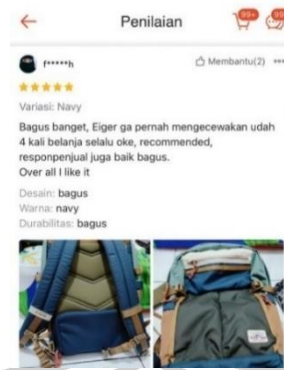 Penilaian
99+
f*****h
Membantu(2)
Variasi: Navy
Bagus banget, Eiger ga pernah mengecewakan udah
4 kali belanja selalu oke, recommended,
responpenjual juga baik bagus.
Over all I like it
Desain: bagus
Warna: navy
Durabilitas: bagus